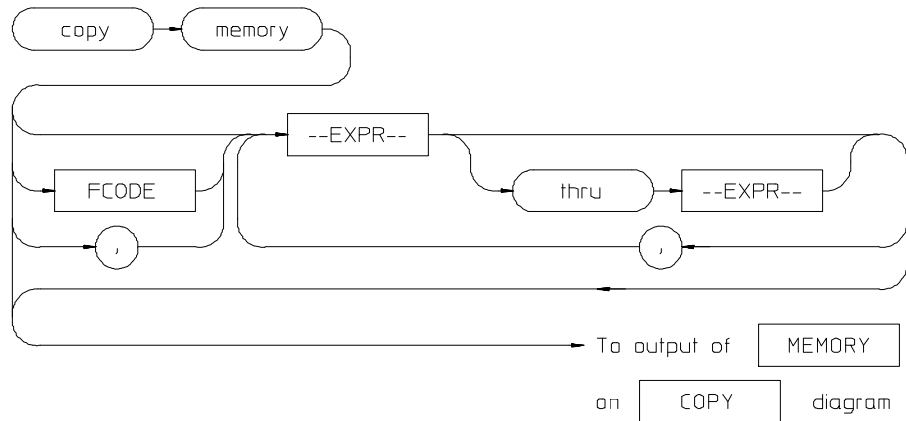 copy memory
--EXPR--
FCODE thru --EXPR--
, ,
To output of MEMORY
on COPY diagram